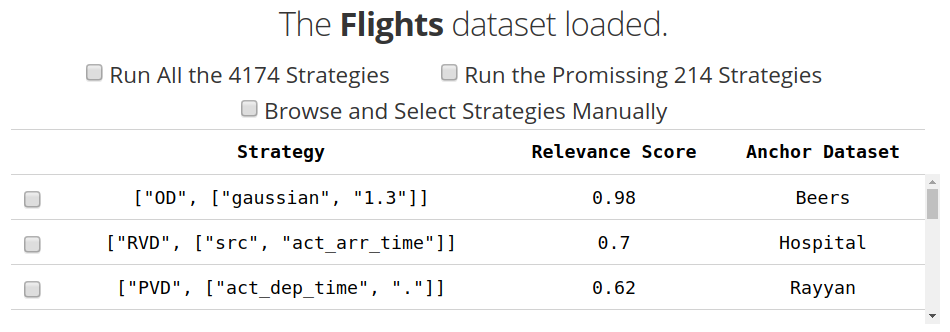 The Flights dataset loaded.
Run All the 4174 Strategies Run the Promissing 214 Strategies
Browse and Select Strategies Manually
Strategy Relevance Score Anchor Dataset
["OD", ["gaussian", "1.3"]] 0.98 Beers
["RVD", ["src", "act_arr_time"]] 0.7 Hospital
["PVD", ["act_dep_time", "."]] 0.62 Rayyan